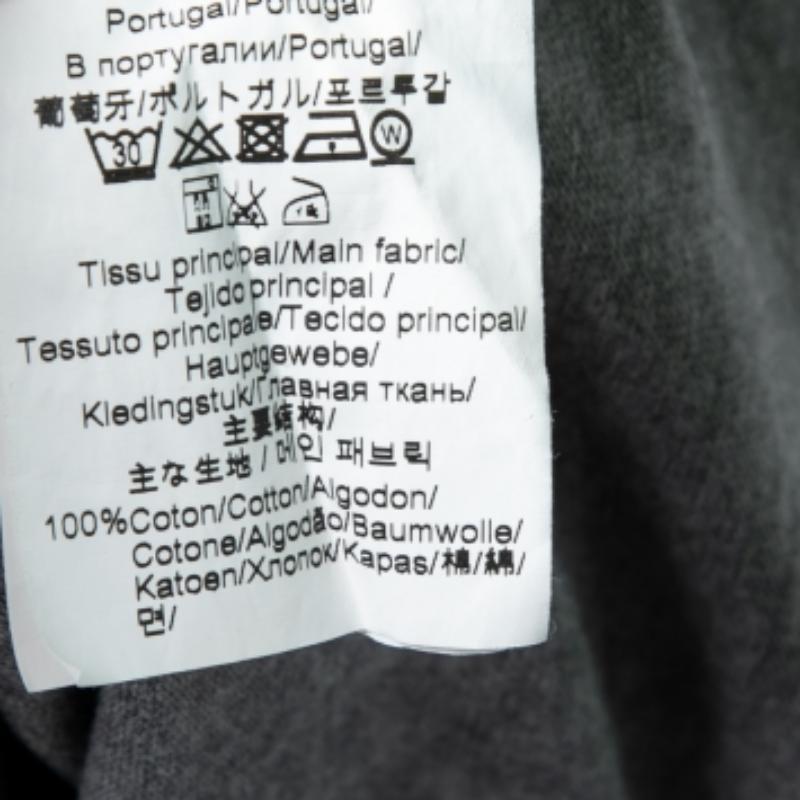 Portugal/Portugal/
В португалии/Portugal/
葡萄牙/ポルトガル/포르투갈
30 W
Tissu principal/Main fabric/
Tejido principal /
Tessuto principale/Tecido principal/
Hauptgewebe/
Kledingstuk/Главная ткань/
主要结构/
主な生地 / 메인 패브릭
100%Coton/Cotton/Algodon/
Cotone/Algodão/Baumwolle/
Katoen/Хлопок/Kapas/棉/綿/
면/